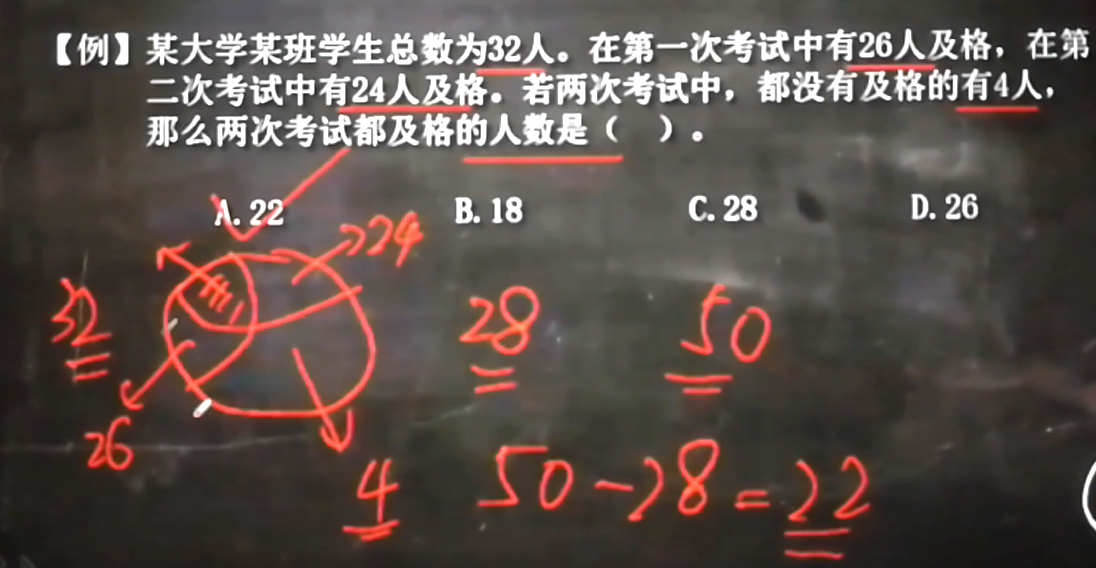 【例】某大学某班学生总数为32人。在第一次考试中有26人及格，在第
二次考试中有24人及格。若两次考试中，都没有及格的有4人，
那么两次考试都及格的人数是（ ）。
A. 22 B. 18 C. 28 D. 26
24
32 28 50
26
4 50-28=22